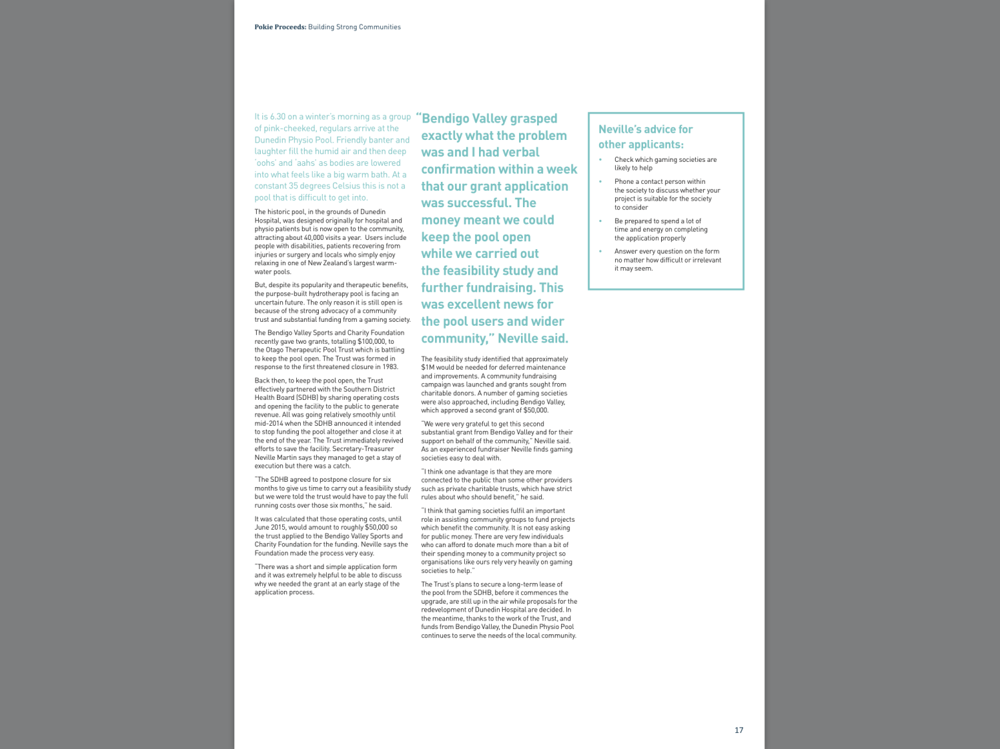 Pokie Proceeds: Building Strong Communities
It is 6.30 on a winter's morning as a group
of pink-cheeked, regulars arrive at the
Dunedin Physio Pool. Friendly banter and
laughter fill the humid air and then deep
'oohs' and 'aahs' as bodies are lowered
into what feels like a big warm bath. At a
constant 35 degrees Celsius this is not a
pool that is difficult to get into.
The historic pool, in the grounds of Dunedin
Hospital, was designed originally for hospital and
physio patients but is now open to the community,
attracting about 40,000 visits a year.  Users include
people with disabilities, patients recovering from
injuries or surgery and locals who simply enjoy
relaxing in one of New Zealand's largest warm-
water pools.
But, despite its popularity and therapeutic benefits,
the purpose-built hydrotherapy pool is facing an
uncertain future. The only reason it is still open is
because of the strong advocacy of a community
trust and substantial funding from a gaming society.
The Bendigo Valley Sports and Charity Foundation
recently gave two grants, totalling $100,000, to
the Otago Therapeutic Pool Trust which is battling
to keep the pool open. The Trust was formed in
response to the first threatened closure in 1983.
Back then, to keep the pool open, the Trust
effectively partnered with the Southern District
Health Board (SDHB) by sharing operating costs
and opening the facility to the public to generate
revenue. All was going relatively smoothly until
mid-2014 when the SDHB announced it intended
to stop funding the pool altogether and close it at
the end of the year. The Trust immediately revived
efforts to save the facility. Secretary-Treasurer
Neville Martin says they managed to get a stay of
execution but there was a catch.
"The SDHB agreed to postpone closure for six
months to give us time to carry out a feasibility study
but we were told the trust would have to pay the full
running costs over those six months," he said.
It was calculated that those operating costs, until
June 2015, would amount to roughly $50,000 so
the trust applied to the Bendigo Valley Sports and
Charity Foundation for the funding. Neville says the
Foundation made the process very easy.
"There was a short and simple application form
and it was extremely helpful to be able to discuss
why we needed the grant at an early stage of the
application process.
"Bendigo Valley grasped
exactly what the problem
was and I had verbal
confirmation within a week
that our grant application
was successful. The
money meant we could
keep the pool open
while we carried out
the feasibility study and
further fundraising. This
was excellent news for
the pool users and wider
community," Neville said.
The feasibility study identified that approximately
$1M would be needed for deferred maintenance
and improvements. A community fundraising
campaign was launched and grants sought from
charitable donors. A number of gaming societies
were also approached, including Bendigo Valley,
which approved a second grant of $50,000.
"We were very grateful to get this second
substantial grant from Bendigo Valley and for their
support on behalf of the community," Neville said.
As an experienced fundraiser Neville finds gaming
societies easy to deal with.
"I think one advantage is that they are more
connected to the public than some other providers
such as private charitable trusts, which have strict
rules about who should benefit," he said.
"I think that gaming societies fulfil an important
role in assisting community groups to fund projects
which benefit the community. It is not easy asking
for public money. There are very few individuals
who can afford to donate much more than a bit of
their spending money to a community project so
organisations like ours rely very heavily on gaming
societies to help."
The Trust's plans to secure a long-term lease of
the pool from the SDHB, before it commences the
upgrade, are still up in the air while proposals for the
redevelopment of Dunedin Hospital are decided. In
the meantime, thanks to the work of the Trust, and
funds from Bendigo Valley, the Dunedin Physio Pool
continues to serve the needs of the local community.
Neville's advice for
other applicants:
• Check which gaming societies are
likely to help
• Phone a contact person within
the society to discuss whether your
project is suitable for the society
to consider
• Be prepared to spend a lot of
time and energy on completing
the application properly
• Answer every question on the form
no matter how difficult or irrelevant
it may seem.
17